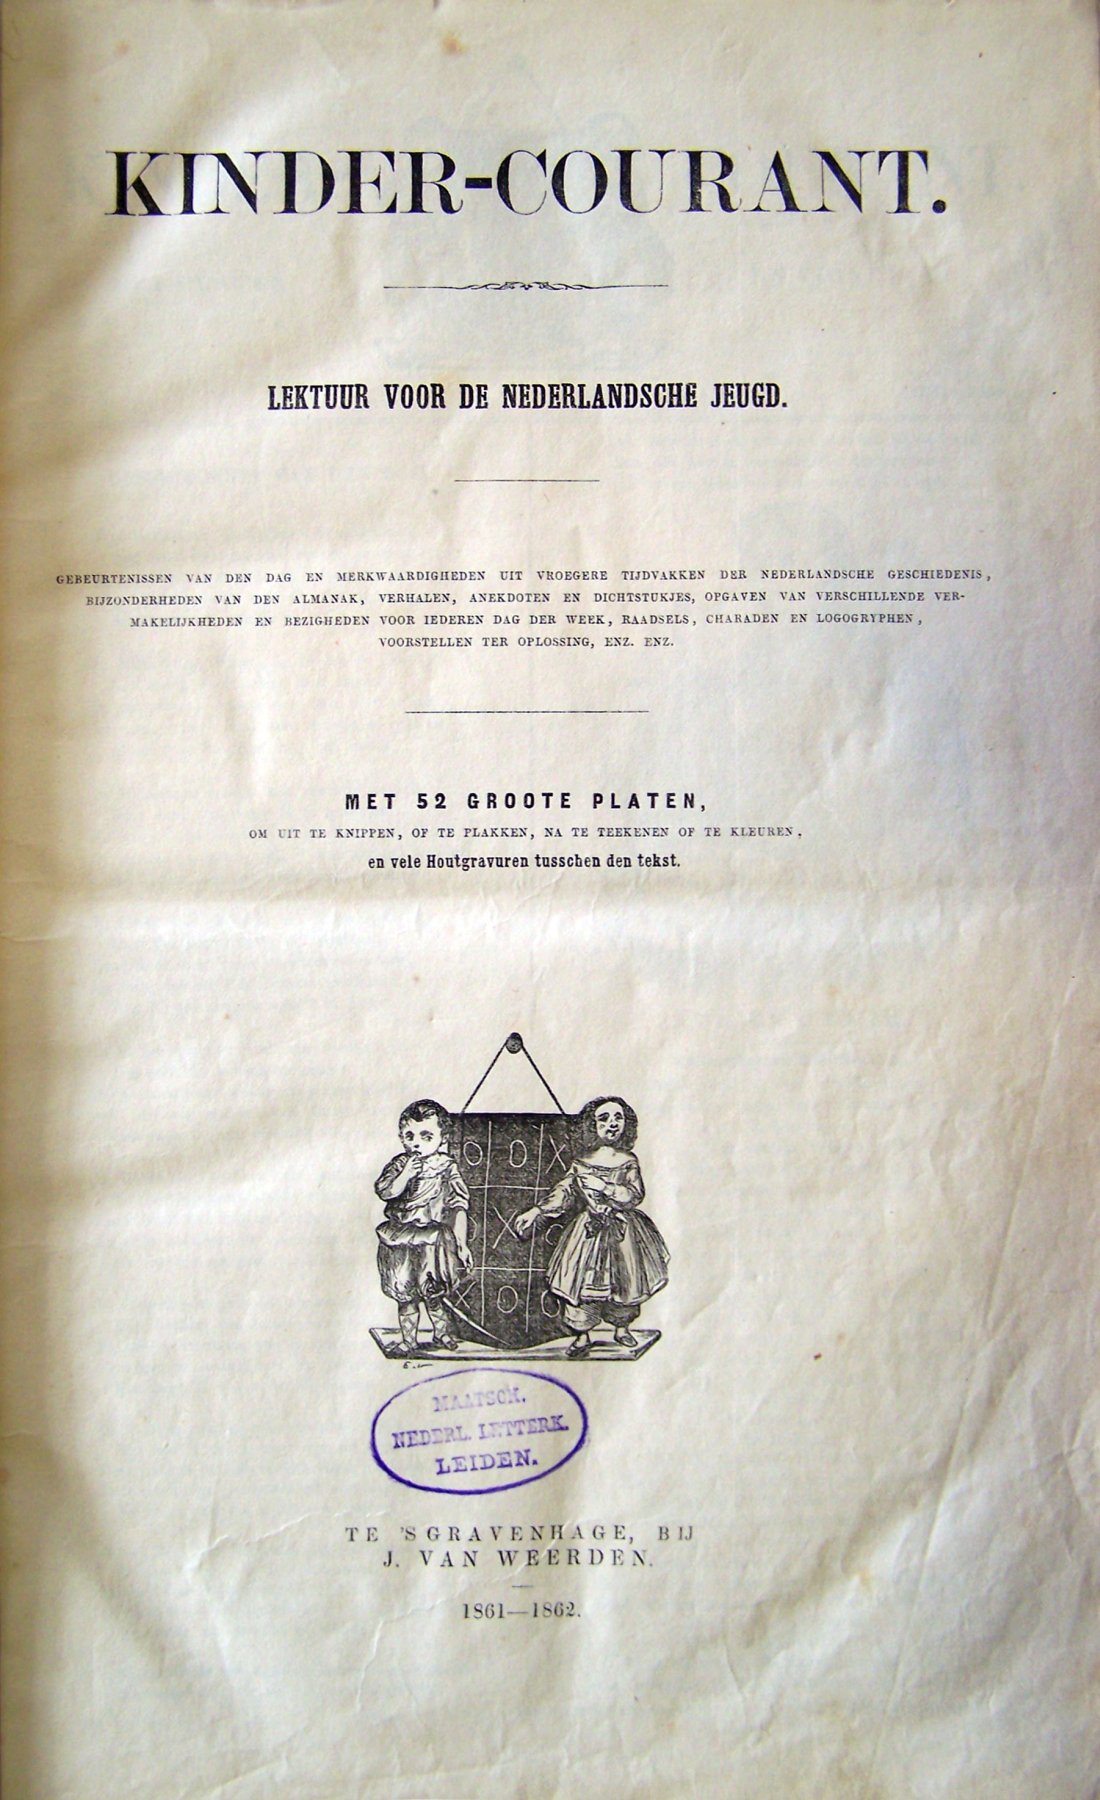 KINDER-COURANT.
LEKTUUR VOOR DE NEDERLANDSCHE JEUGD.
GEBEURTENISSEN VAN DEN DAG EN MERKWAARDIGHEDEN UIT VROEGERE TIJDVAKKEN DER NEDERLANDSCHE GESCHIEDENIS,
BIJZONDERHEDEN VAN DEN ALMANAK, VERHALEN, ANEKDOTEN EN DICHTSTUKJES, OPGAVEN VAN VERSCHILLENDE VER-
MAKELIJKHEDEN EN BEZIGHEDEN VOOR IEDEREN DAG DER WEEK, RAADSELS, CHARADEN EN LOGOGRYPHEN,
VOORSTELLEN TER OPLOSSING, ENZ. ENZ.
MET 52 GROOTE PLATEN,
OM UIT TE KNIPPEN, OF TE PLAKKEN, NA TE TEEKENEN OF TE KLEUREN,
en vele Houtgravuren tusschen den tekst.
O O X
X
X O O
MAATSCH.
NEDERL. LETTERK.
LEIDEN.
TE 'SGRAVENHAGE, BIJ
J. VAN WEERDEN.
1861—1862.